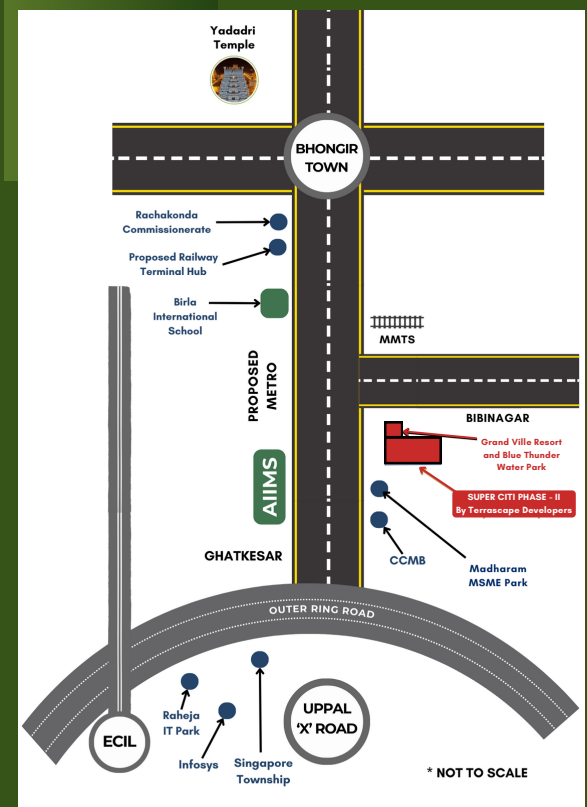 Yadadri
Temple
BHONGIR
TOWN
Rachakonda
Commissionerate
Proposed Railway
Terminal Hub
Birla
International
School
MMTS
PROPOSED
METRO
BIBINAGAR
Grand Ville Resort
and Blue Thunder
Water Park
AIIMS
SUPER CITI PHASE - II
By Terrascape Developers
GHATKESAR
CCMB
Madharam
MSME Park
OUTER RING ROAD
Raheja
IT Park
UPPAL
'X' ROAD
ECIL
Infosys
Singapore
Township
* NOT TO SCALE